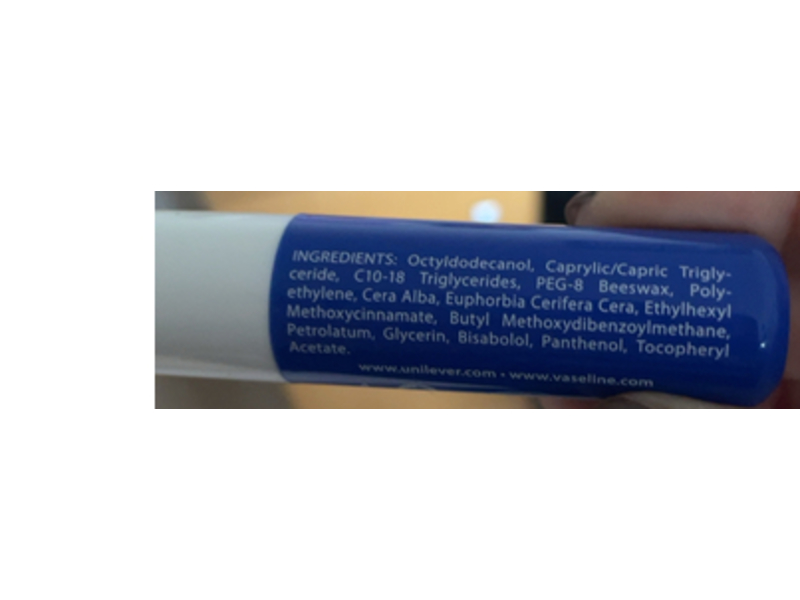 INGREDIENTS: Octyldodecanol, Caprylic/Capric Trigly-
ceride, C10-18 Triglycerides, PEG-8 Beeswax, Poly-
ethylene, Cera Alba, Euphorbia Cerifera Cera, Ethylhexyl
Methoxycinnamate, Butyl Methoxydibenzoylmethane,
Petrolatum, Glycerin, Bisabolol, Panthenol, Tocopheryl
Acetate.
www.unilever.com - www.vaseline.com